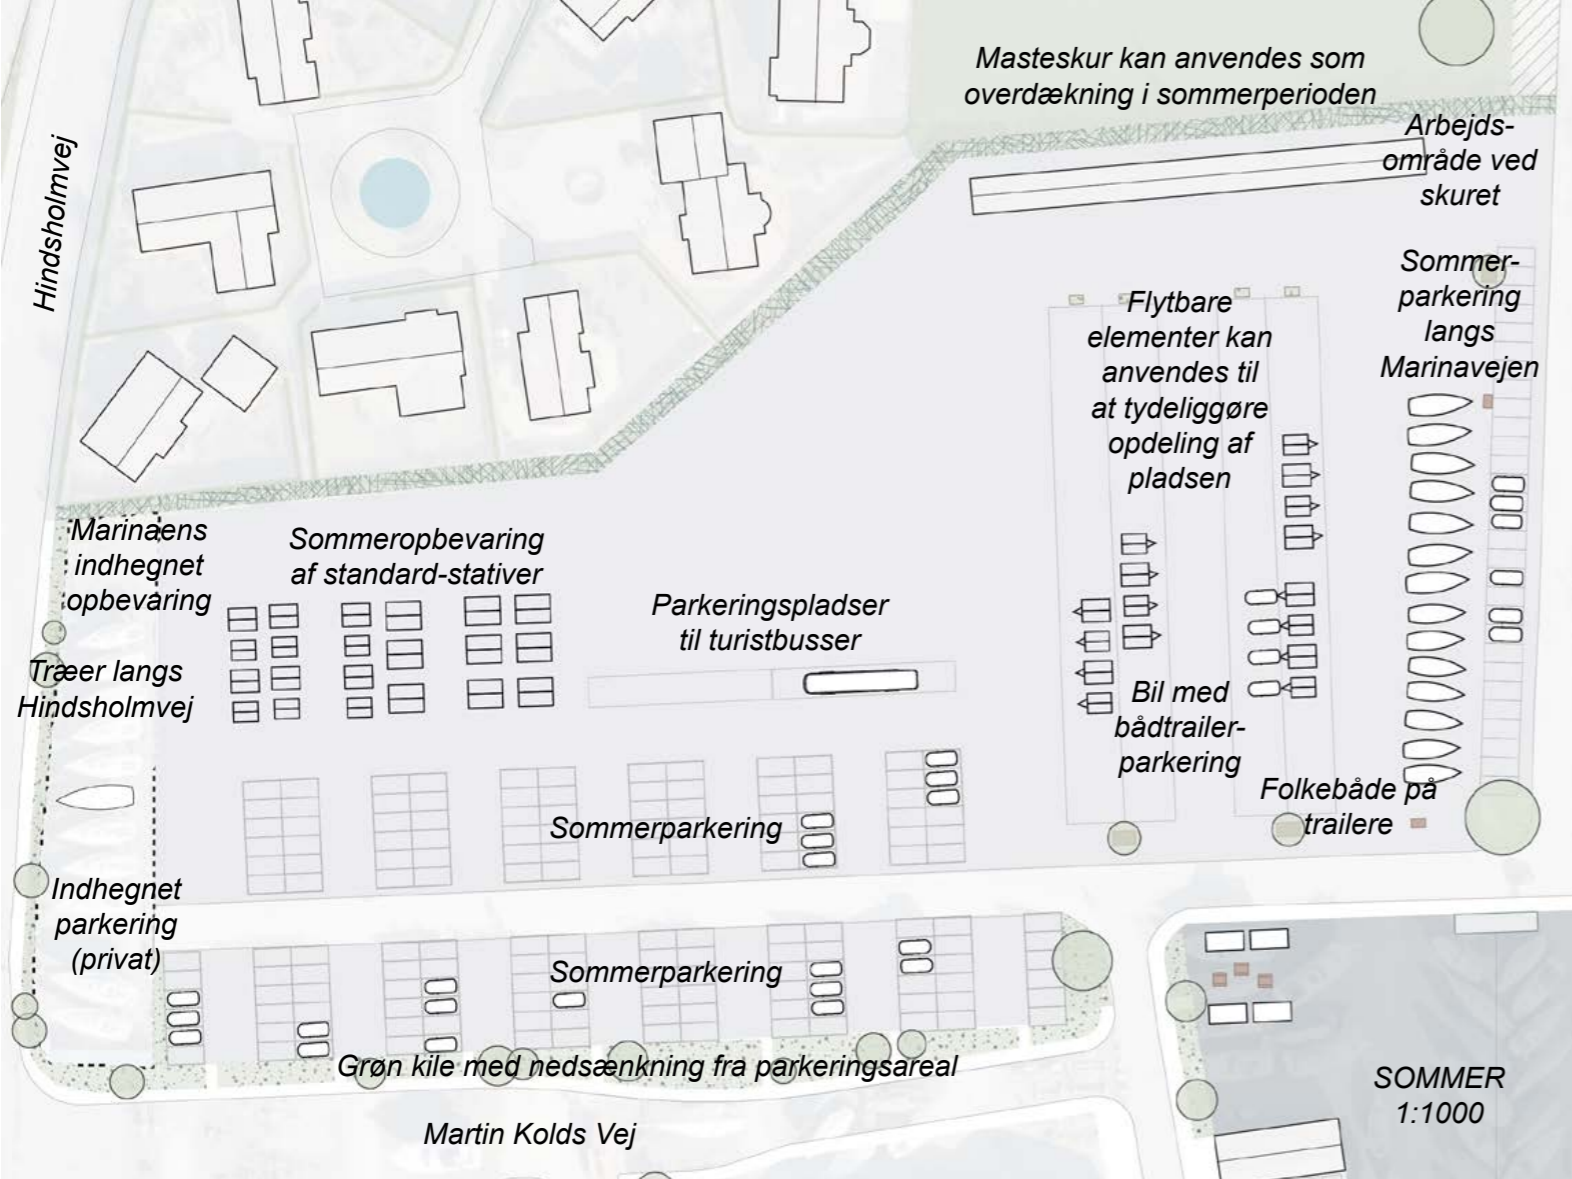 Masteskur kan anvendes som
overdækning i sommerperioden
Arbejds-
område ved
skuret
Hindsholmvej
Sommer-
parkering
langs
Marinavejen
Flytbare
elementer kan
anvendes til
at tydeliggøre
opdeling af
pladsen
Marinaens
indhegnet
opbevaring
Sommeropbevaring
af standard-stativer
Parkeringspladser
til turistbusser
Træer langs
Hindsholmvej
Bil med
bådtrailer-
parkering
Folkebåde på
trailere
Sommerparkering
Indhegnet
parkering
(privat)
Sommerparkering
Grøn kile med nedsænkning fra parkeringsareal
Martin Kolds Vej
SOMMER
1:1000